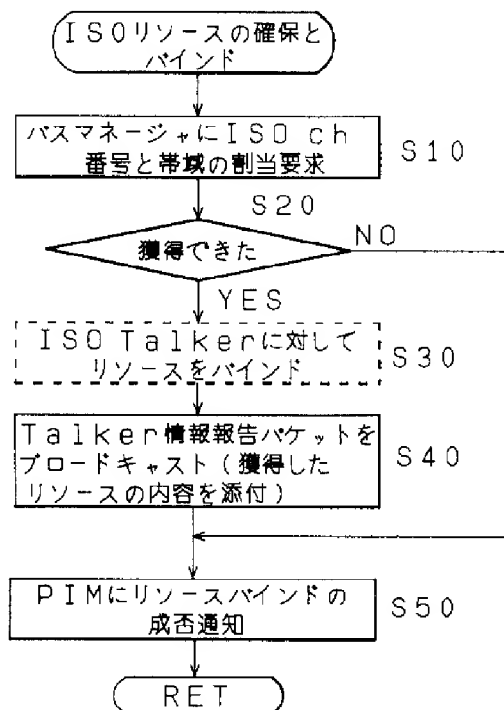 ISOリソースの確保と
バインド
バスマネージャにISO ch
番号と帯域の割当要求
S10
S20
獲得できた
NO
YES
ISO Talkerに対して
リソースをバインド
S30
Talker情報報告パケットを
ブロードキャスト(獲得した
リソースの内容を添付)
S40
PIMにリソースバインドの
成否通知
S50
RET